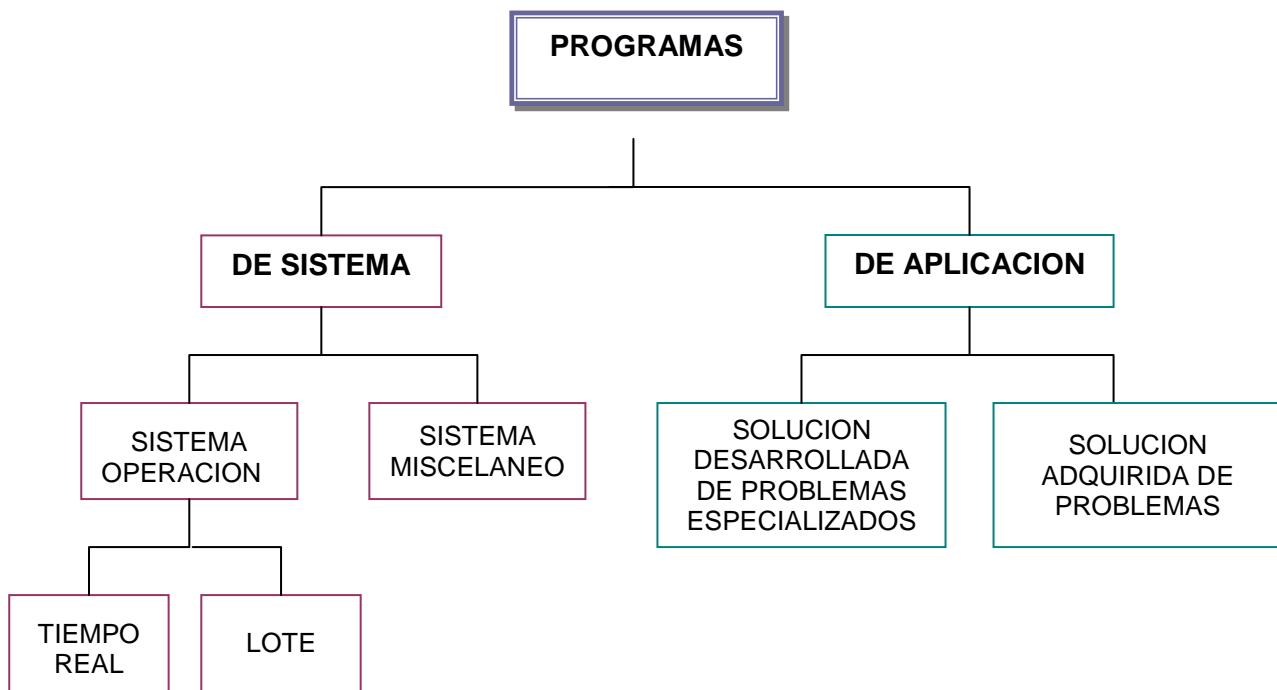 PROGRAMAS
DE SISTEMA
DE APLICACION
SISTEMA
OPERACION
SISTEMA
MISCELANEO
SOLUCION
DESARROLLADA
DE PROBLEMAS
ESPECIALIZADOS
SOLUCION
ADQUIRIDA DE
PROBLEMAS
TIEMPO
REAL
LOTE